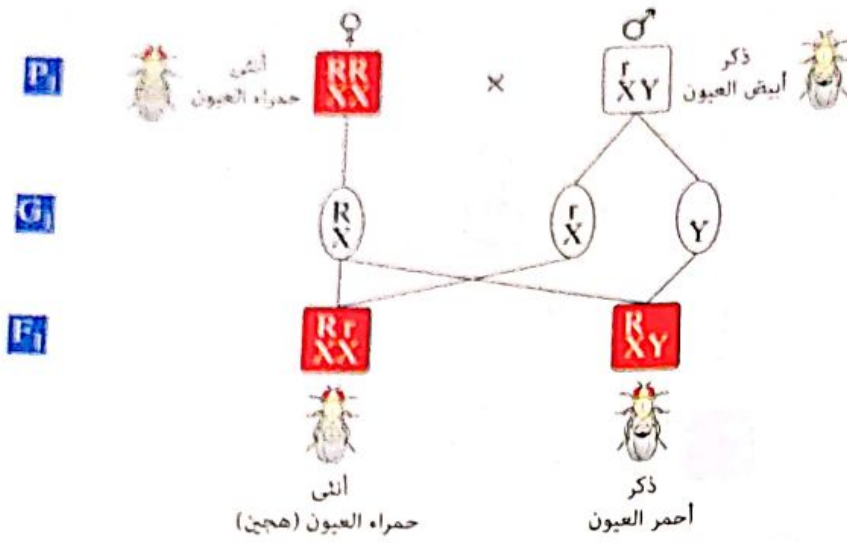 ♀
♂
P₁
أنثى
حمراء العيون
RR
XX
×
r
XY
ذكر
أبيض العيون
G₁
R
X
r
X
Y
F₁
R r
XX
R
XY
أنثى
حمراء العيون (هجين)
ذكر
أحمر العيون